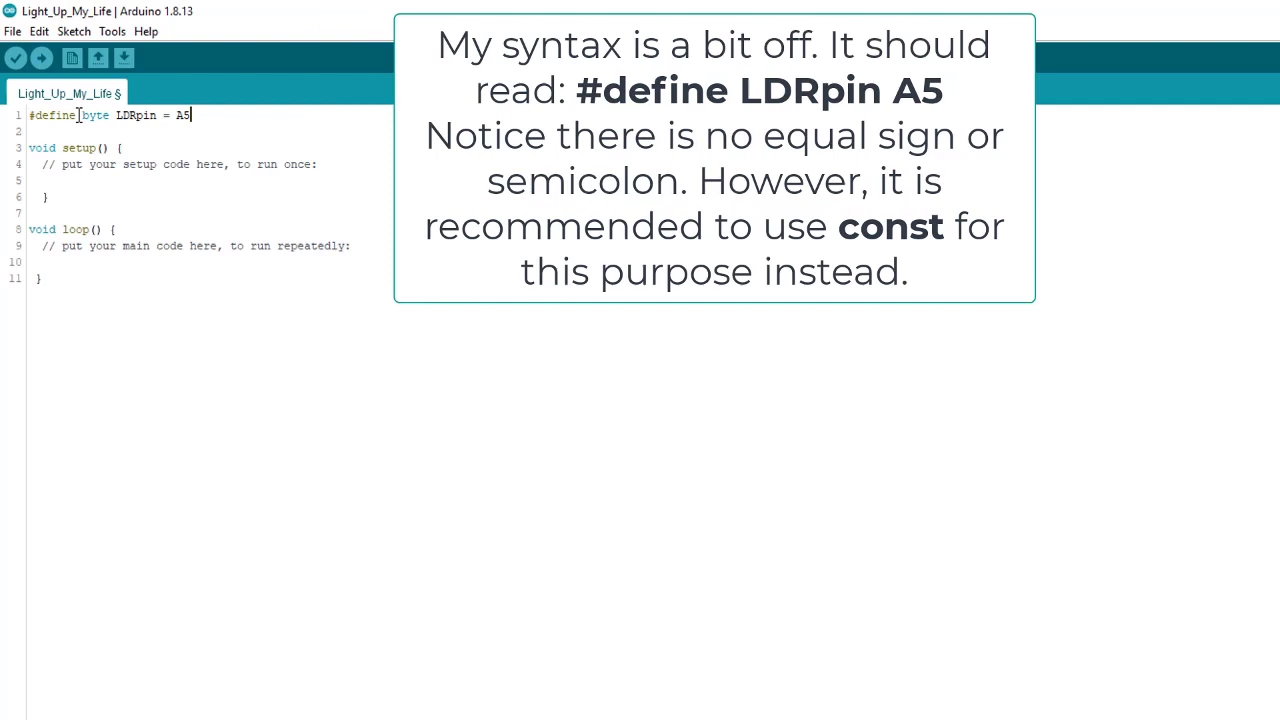 Light_Up_My_Life | Arduino 1.8.13
File Edit Sketch Tools Help
My syntax is a bit off. It should
read: #define LDRpin A5
Notice there is no equal sign or
semicolon. However, it is
recommended to use const for
this purpose instead.
Light_Up_My_Life §
1 #define byte LDRpin = A5
2
3 void setup() {
4 // put your setup code here, to run once:
5
6 }
7
8 void loop() {
9 // put your main code here, to run repeatedly:
10
11 }